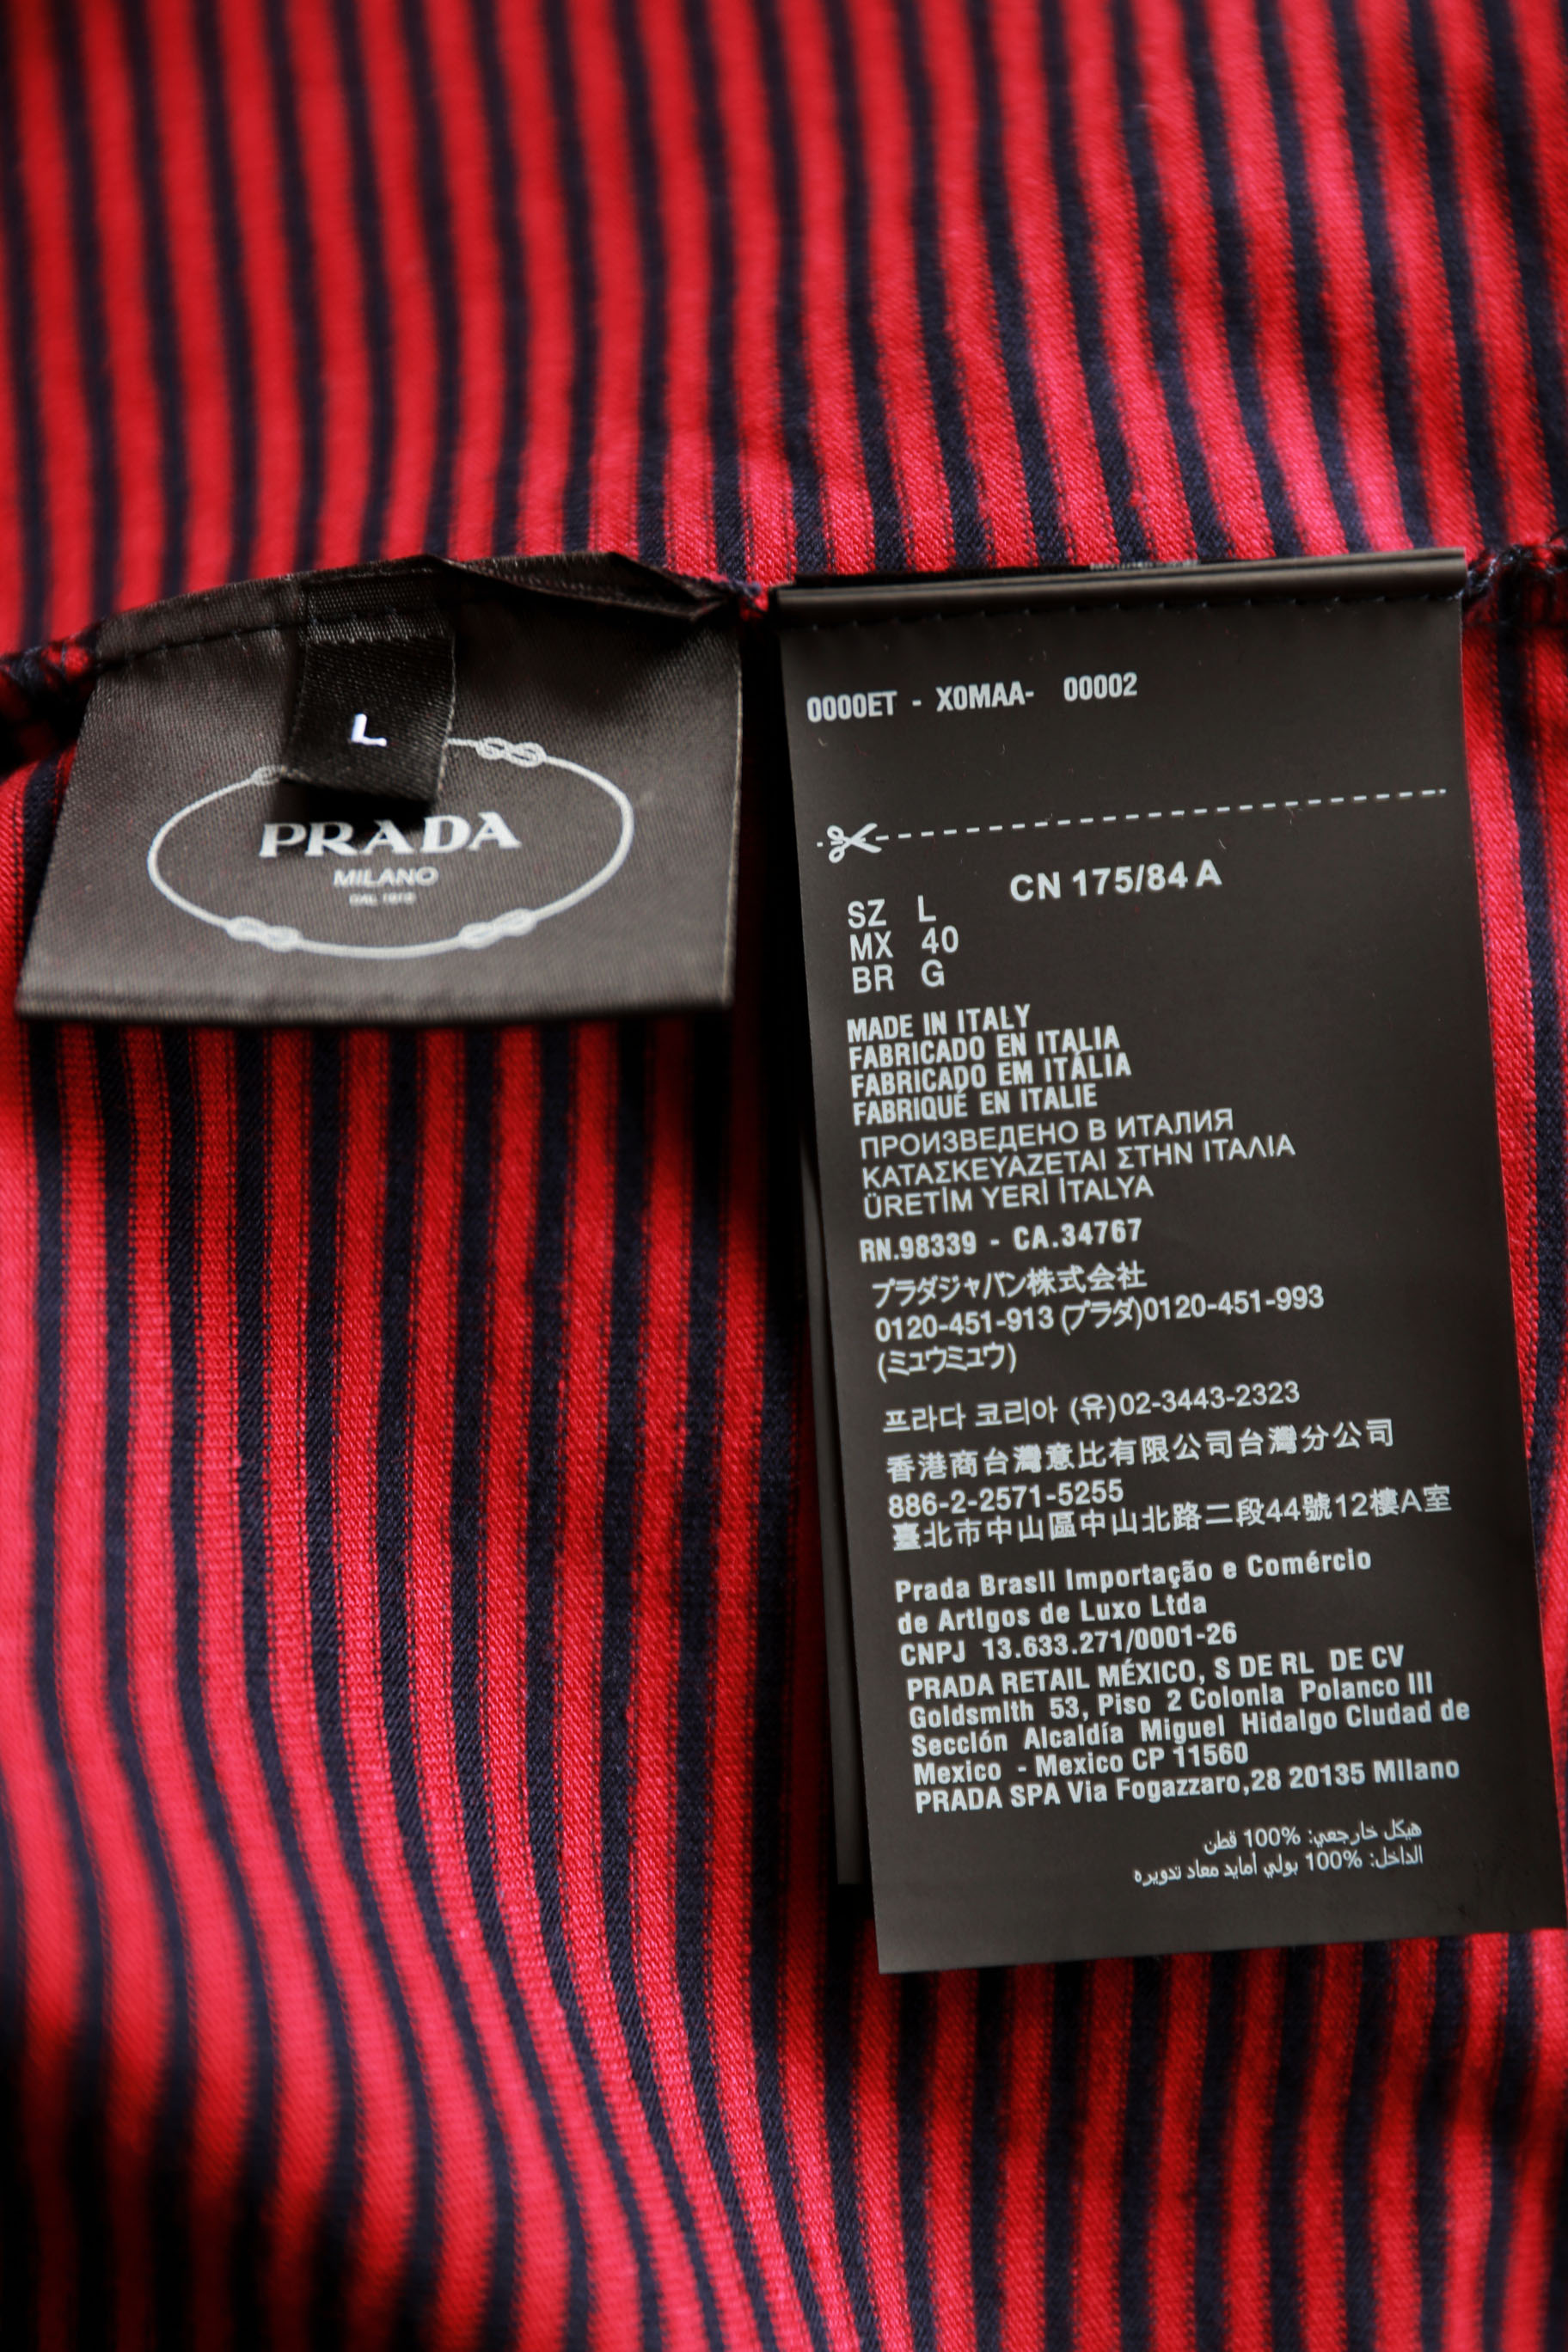 L
PRADA
MILANO
DAL 1913
0000ET - X0MAA- 00002
CN 175/84 A
SZ L
MX 40
BR G
MADE IN ITALY
FABRICADO EN ITALIA
FABRICADO EM ITÁLIA
FABRIQUÉ EN ITALIE
ПРОИЗВЕДЕНО В ИТАЛИЯ
ΚΑΤΑΣΚΕΥΑΖΕΤΑΙ ΣΤΗΝ ΙΤΑΛΙΑ
ÜRETİM YERİ İTALYA
RN.98339 - CA.34767
プラダジャパン株式会社
0120-451-913 (プラダ)0120-451-993
(ミュウミュウ)
프라다 코리아 (유)02-3443-2323
香港商台灣意比有限公司台灣分公司
886-2-2571-5255
臺北市中山區中山北路二段44號12樓A室
Prada Brasil Importação e Comércio
de Artigos de Luxo Ltda
CNPJ 13.633.271/0001-26
PRADA RETAIL MÉXICO, S DE RL DE CV
Goldsmith 53, Piso 2 Colonia Polanco III
Sección Alcaldía Miguel Hidalgo Ciudad de
Mexico - Mexico CP 11560
PRADA SPA Via Fogazzaro,28 20135 Milano
هيكل خارجعي: 100% قطن
الداخل: 100% بولي أمايد معاد تدويره